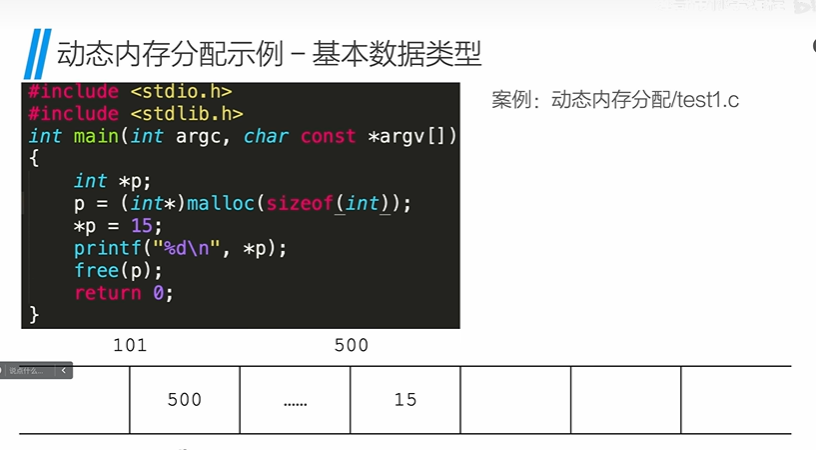 动态内存分配示例 – 基本数据类型
#include <stdio.h>
#include <stdlib.h>
int main(int argc, char const *argv[])
{
int *p;
p = (int*)malloc(sizeof(int));
*p = 15;
printf("%d\n", *p);
free(p);
return 0;
}
案例：动态内存分配/test1.c
101 500
说点什么...
500 ...... 15